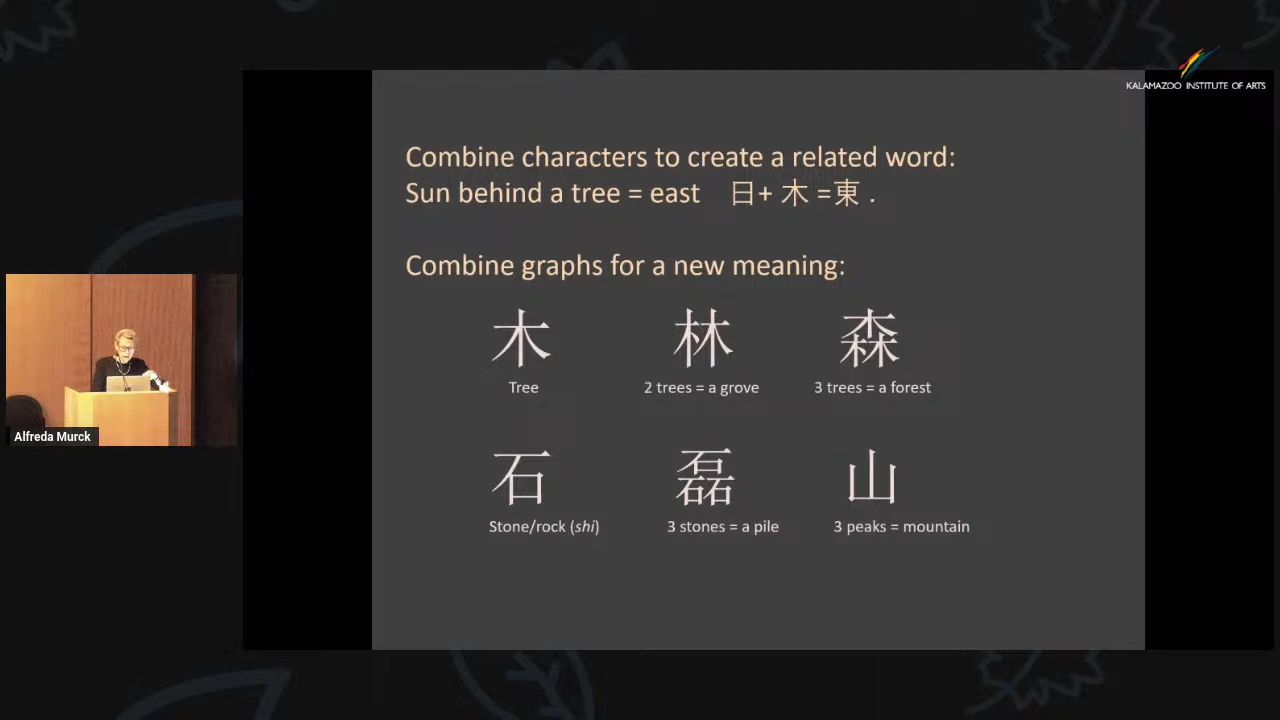 KALAMAZOO INSTITUTE OF ARTS
Combine characters to create a related word:
Sun behind a tree = east 日+ 木 =東 .
Combine graphs for a new meaning:
木 林 森
Tree 2 trees = a grove 3 trees = a forest
石 磊 山
Stone/rock (shi) 3 stones = a pile 3 peaks = mountain
Alfreda Murck